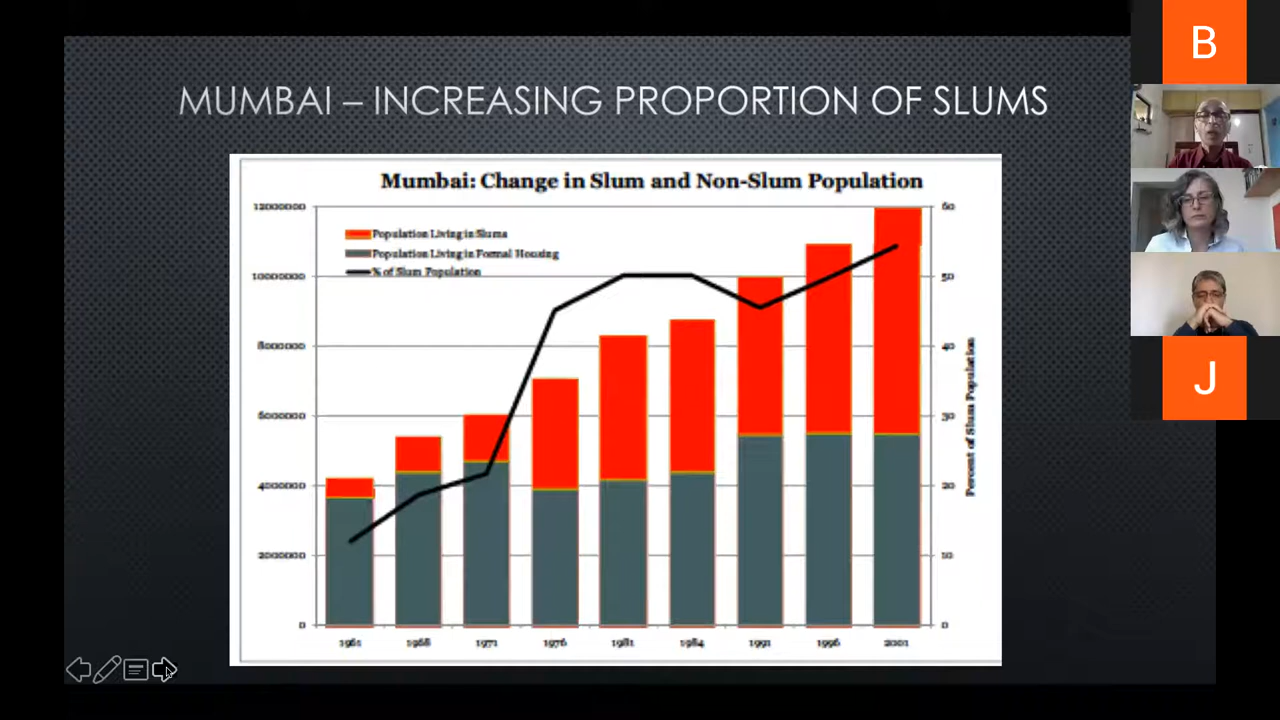 MUMBAI – INCREASING PROPORTION OF SLUMS
Mumbai: Change in Slum and Non-Slum Population
Population Living in Slums
Population Living in Formal Housing
% of Slum Population
12000000
10000000
8000000
6000000
4000000
2000000
0
60
50
40
30
20
10
0
Percent of Slum Population
1961
1968
1971
1976
1981
1984
1991
1996
2001
B
J